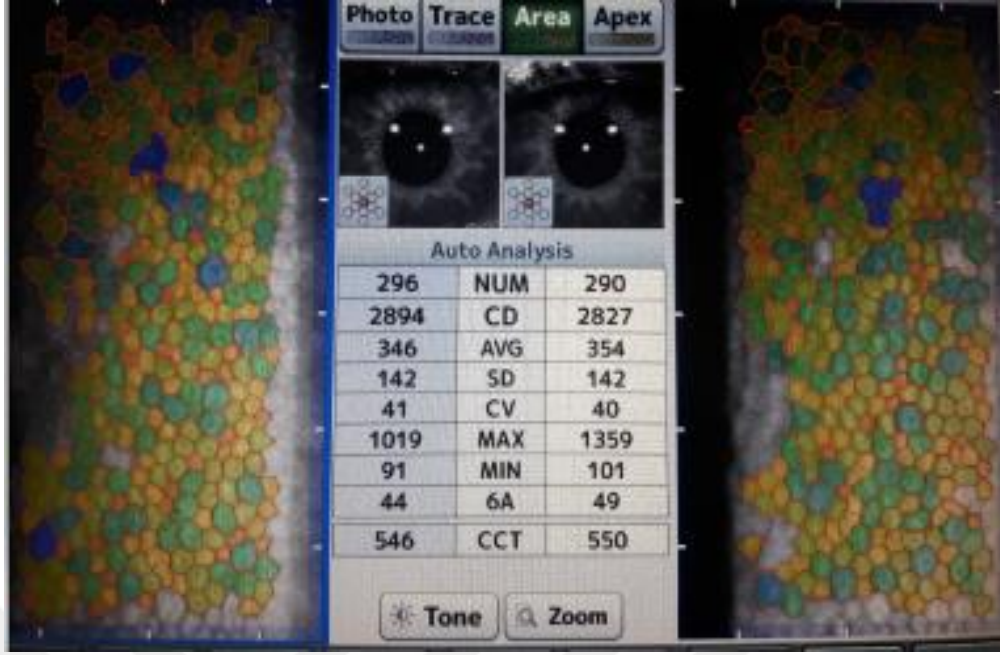 Photo Trace Area Apex
Auto Analysis
296 NUM 290
2894 CD 2827
346 AVG 354
142 SD 142
41 CV 40
1019 MAX 1359
91 MIN 101
44 6A 49
546 CCT 550
Tone Zoom